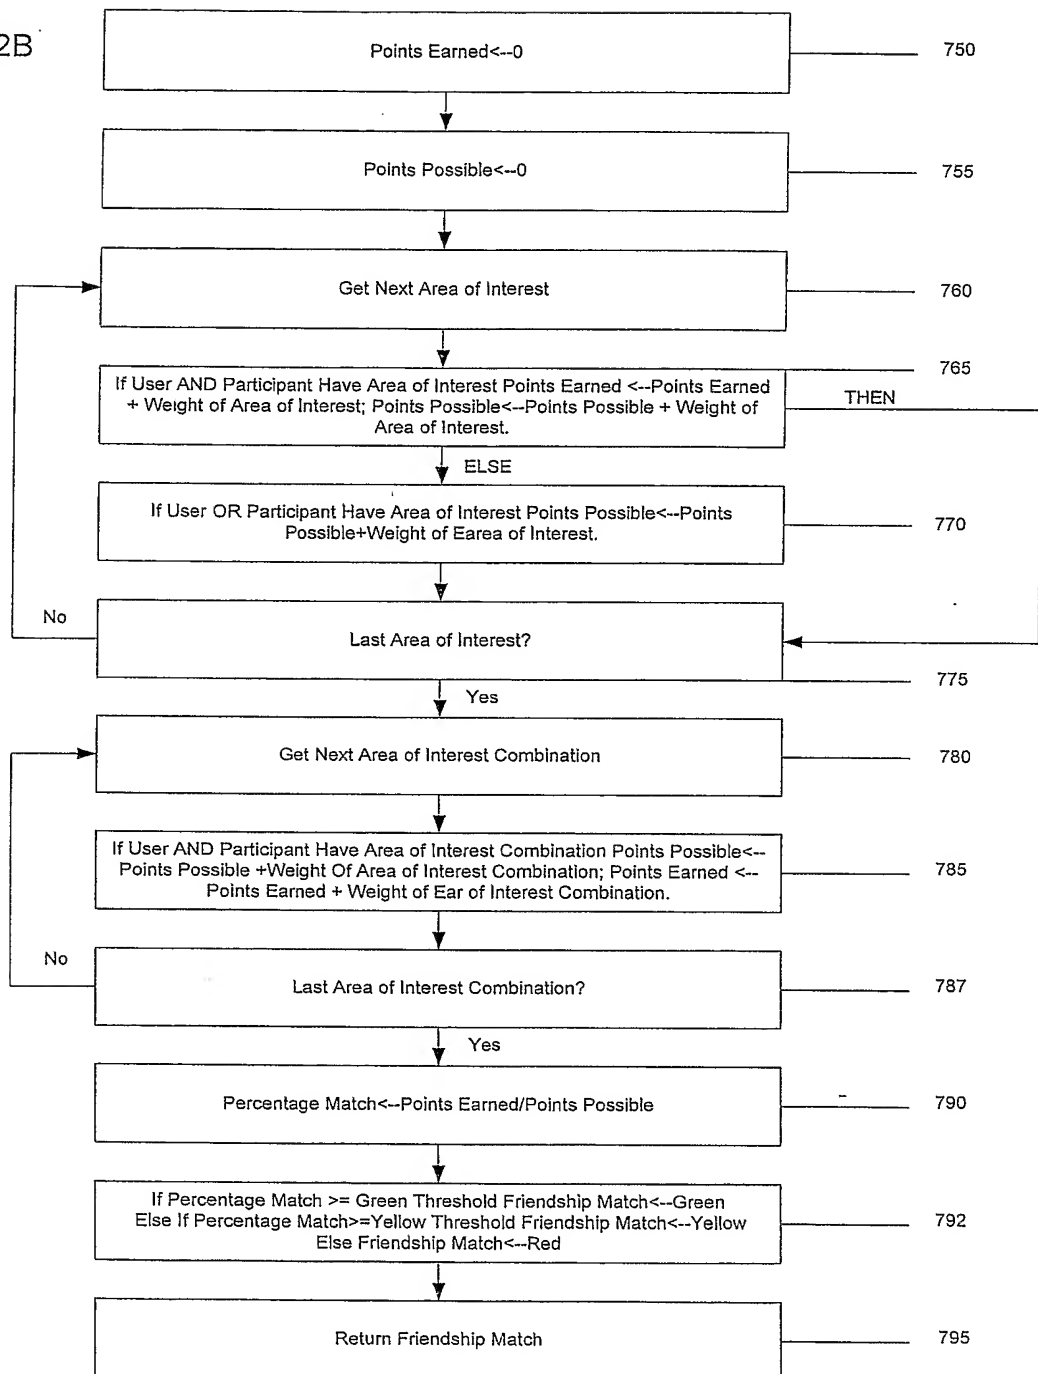 2B
Points Earned<--0
750
Points Possible<--0
755
Get Next Area of Interest
760
765
If User AND Participant Have Area of Interest Points Earned <--Points Earned
+ Weight of Area of Interest; Points Possible<--Points Possible + Weight of
Area of Interest.
THEN
ELSE
If User OR Participant Have Area of Interest Points Possible<--Points
Possible+Weight of Earea of Interest.
770
No
Last Area of Interest?
775
Yes
Get Next Area of Interest Combination
780
If User AND Participant Have Area of Interest Combination Points Possible<--
Points Possible +Weight Of Area of Interest Combination; Points Earned <--
Points Earned + Weight of Ear of Interest Combination.
785
No
Last Area of Interest Combination?
787
Yes
Percentage Match<--Points Earned/Points Possible
790
If Percentage Match >= Green Threshold Friendship Match<--Green
Else If Percentage Match>=Yellow Threshold Friendship Match<--Yellow
Else Friendship Match<--Red
792
Return Friendship Match
795